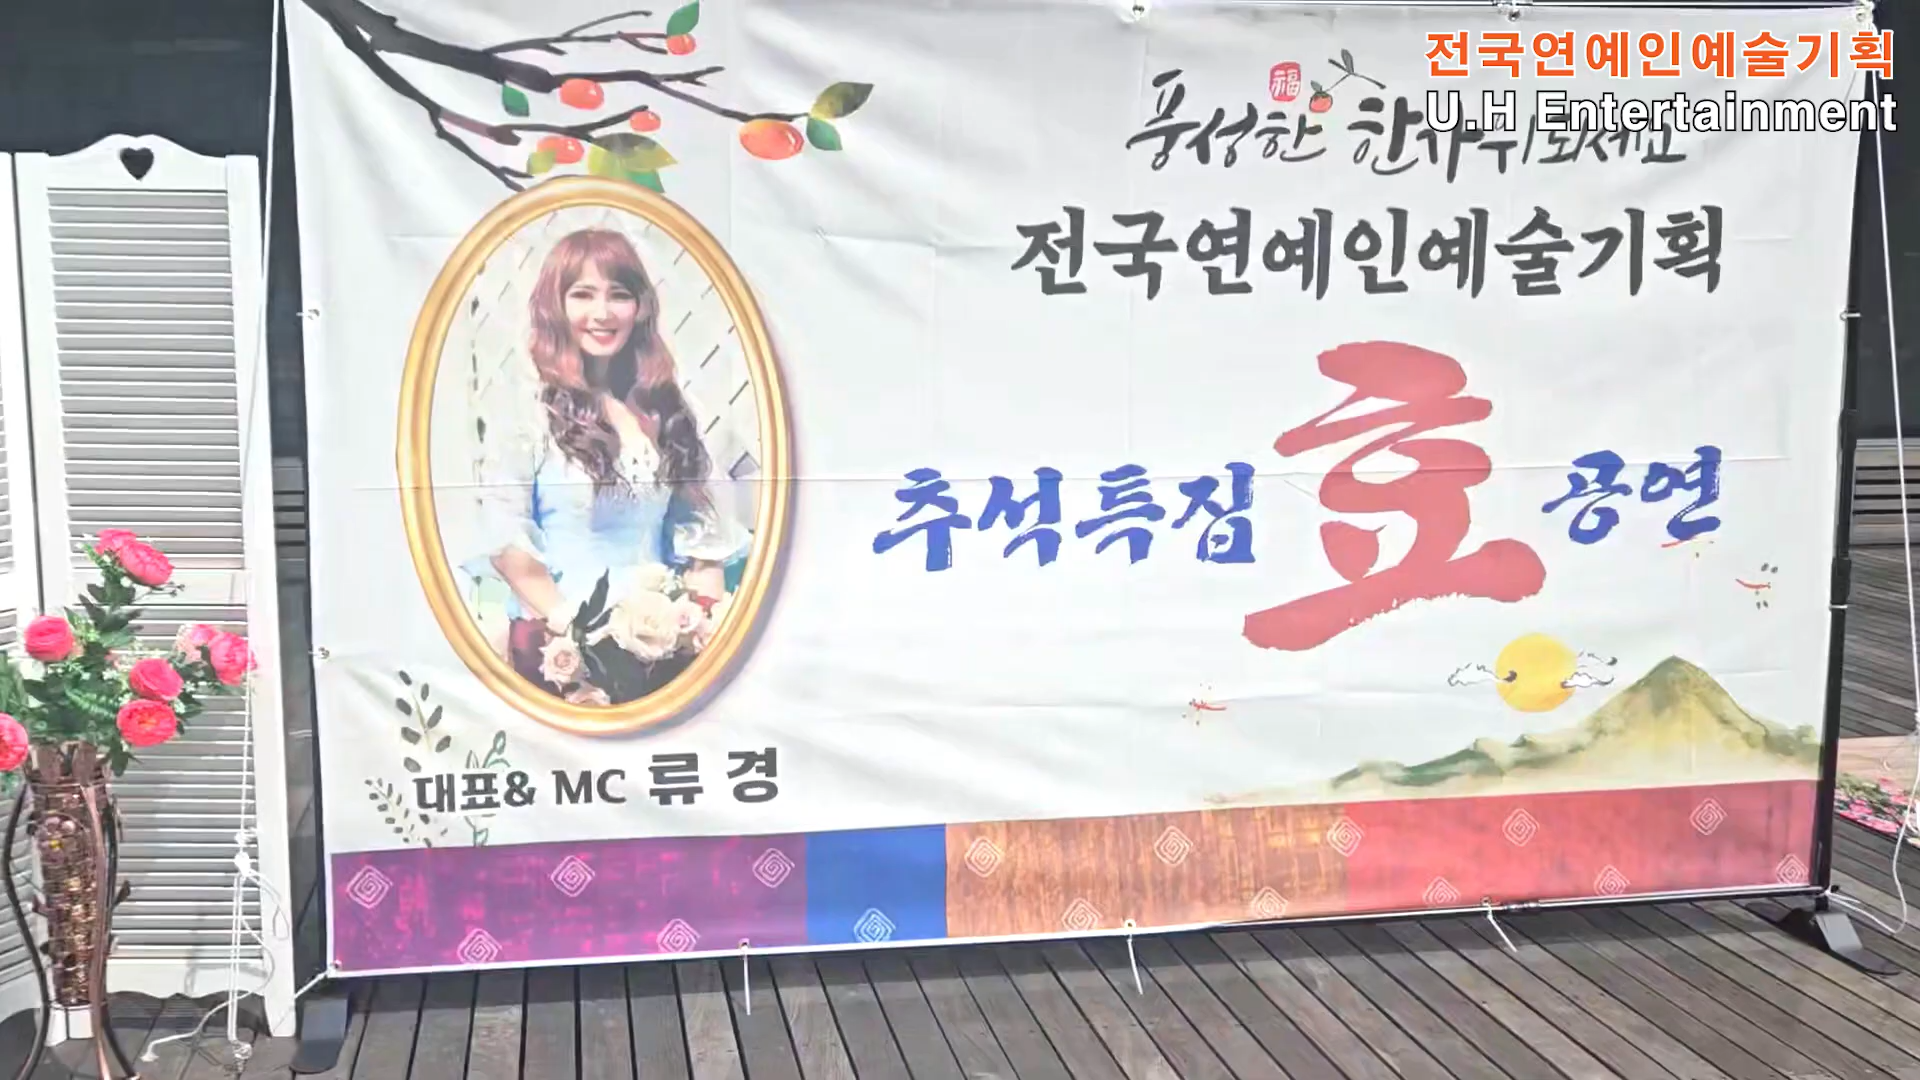 전국연예인예술기획
U.H Entertainment
福
풍성한 한가위 되세요
전국연예인예술기획
추석특집 효 공연
대표& MC 류 경